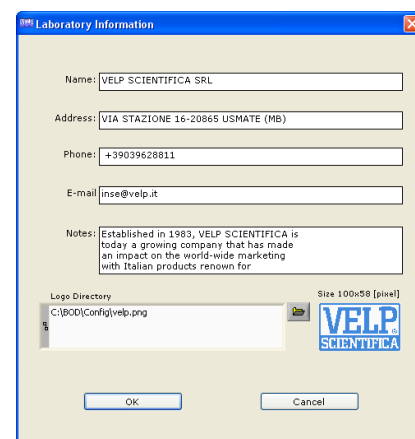 Laboratory Information
Name: VELP SCIENTIFICA SRL
Address: VIA STAZIONE 16-20865 USMATE (MB)
Phone: +39039628811
E-mail inse@velp.it
Notes: Established in 1983, VELP SCIENTIFICA is
today a growing company that has made
an impact on the world-wide marketing
with Italian products renown for
Logo Directory
Size 100x58 [pixel]
C:\BOD\Config\velp.png
VELP
SCIENTIFICA
OK
Cancel